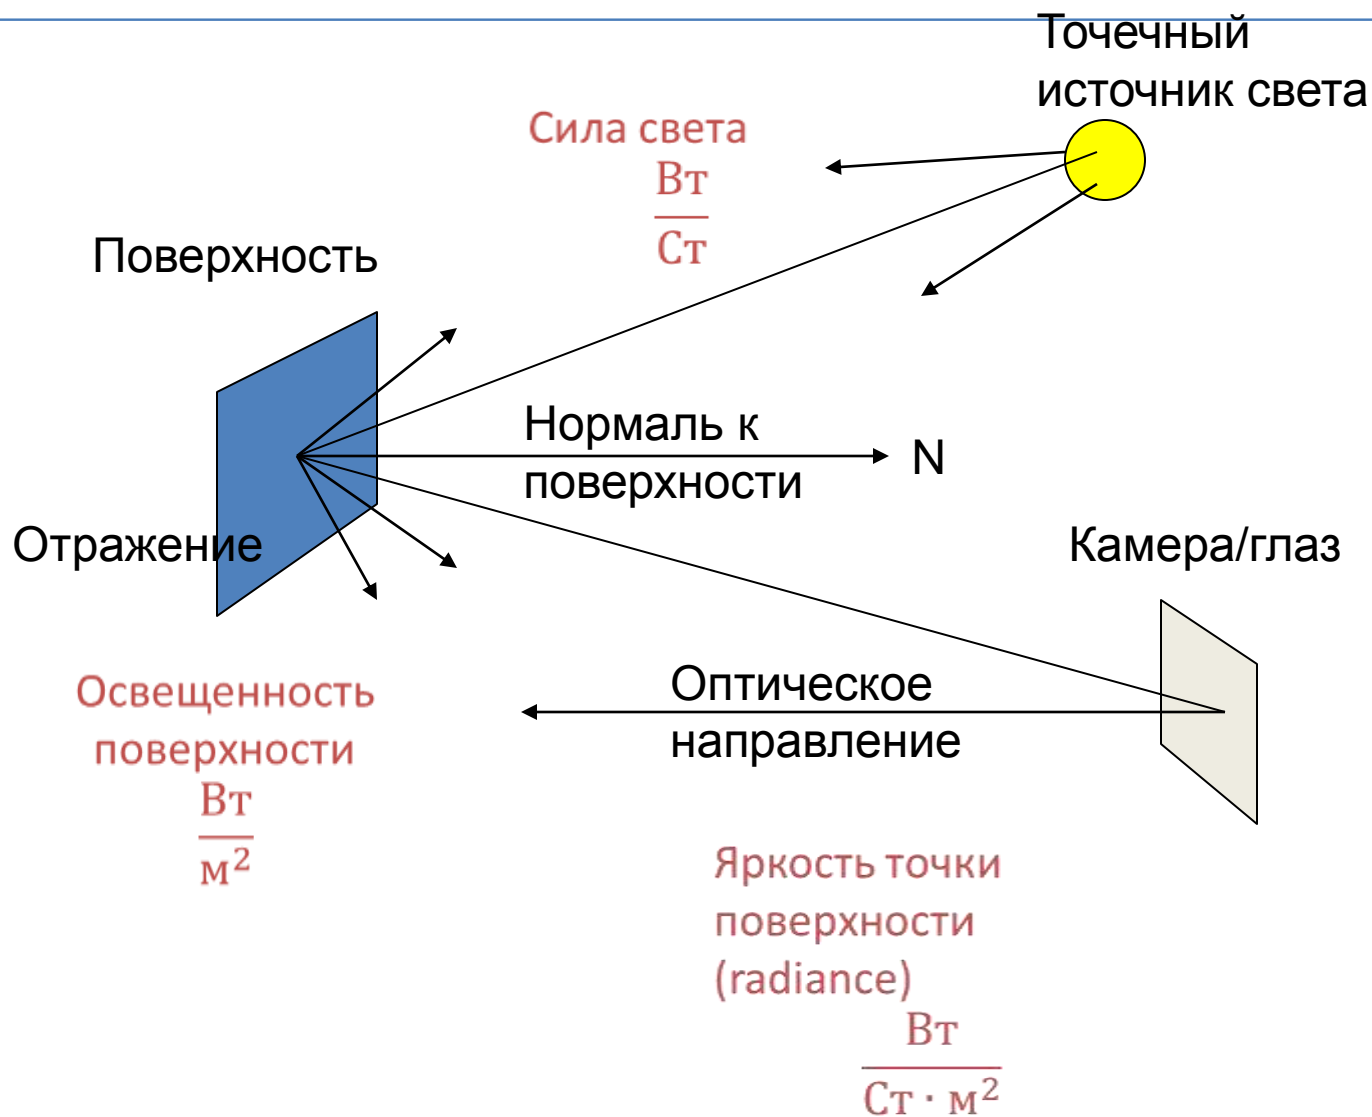 Точечный
источник света
Сила света
Вт
Ст
Поверхность
Нормаль к
поверхности
N
Отражение
Камера/глаз
Освещенность
поверхности
Вт
м²
Оптическое
направление
Яркость точки
поверхности
(radiance)
Вт
Ст · м²